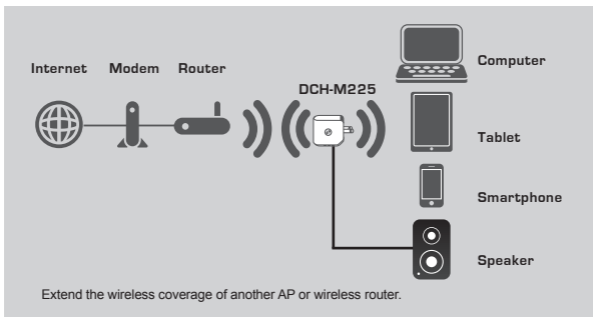 Internet Modem Router
DCH-M225
Computer
Tablet
Smartphone
Speaker
Extend the wireless coverage of another AP or wireless router.